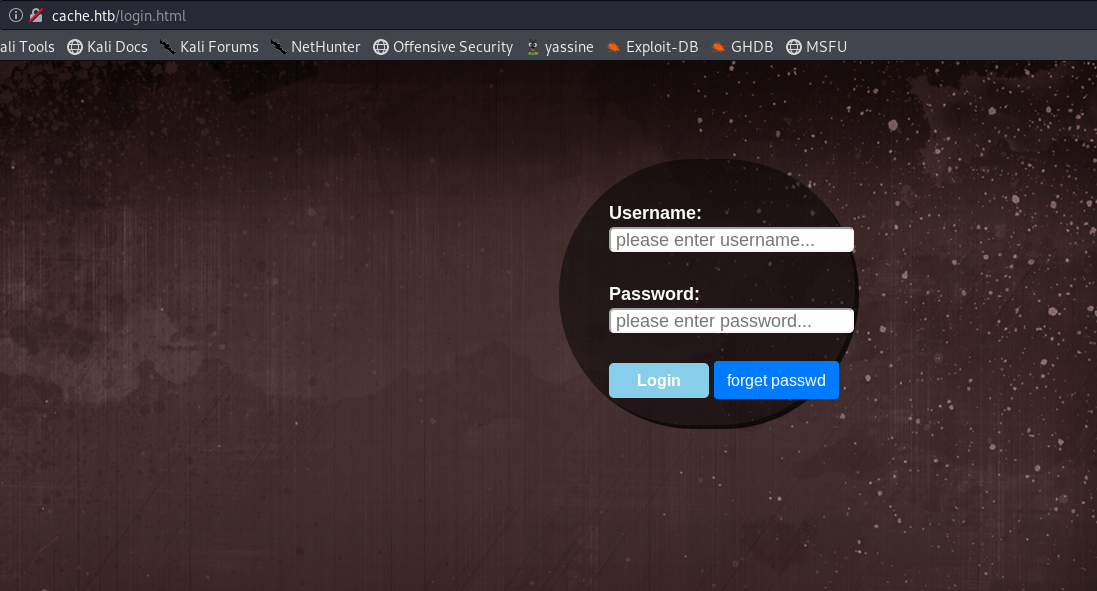 cache.htb/login.html
ali Tools Kali Docs Kali Forums NetHunter Offensive Security yassine Exploit-DB GHDB MSFU
Username:
please enter username...
Password:
please enter password...
Login forget passwd